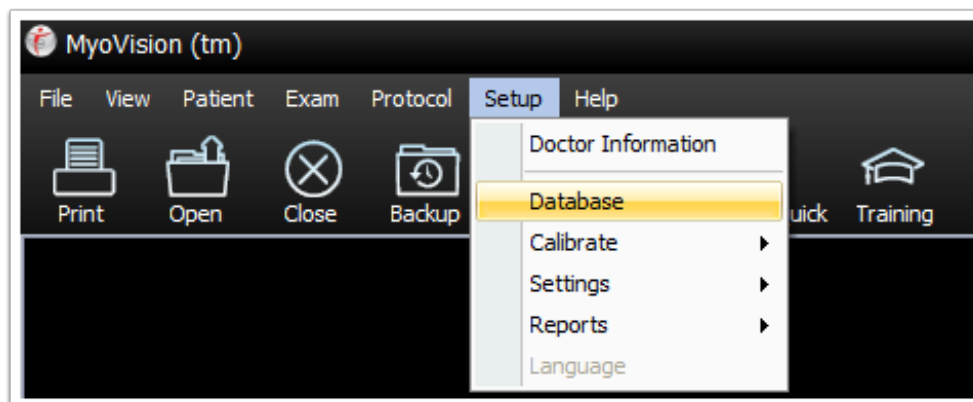 MyoVision (tm)
File View Patient Exam Protocol Setup Help
Doctor Information
Database
Calibrate
Settings
Reports
Language
Print Open Close Backup uick Training